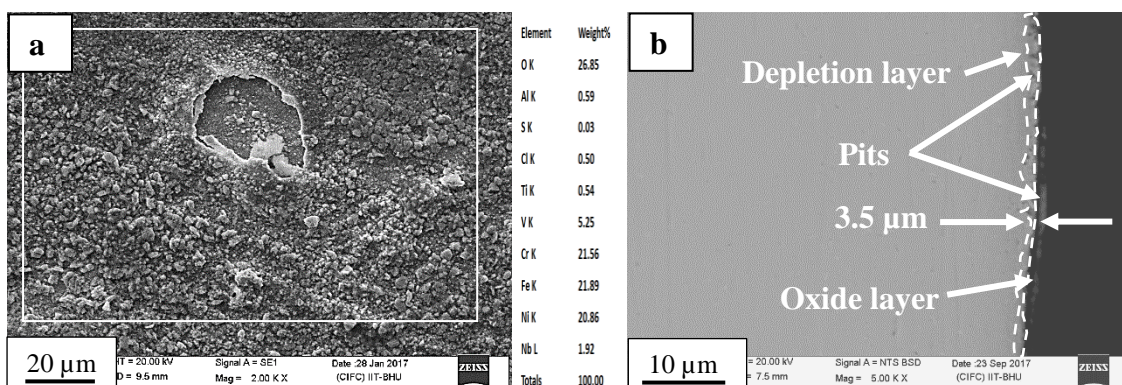 a
20 µm
HT = 20.00 kV
D = 9.5 mm
Signal A = SE1
Mag = 2.00 K X
Date :28 Jan 2017
(CIFC) IIT-BHU
ZEISS
Element Weight%
O K 26.85
Al K 0.59
S K 0.03
Cl K 0.50
Ti K 0.54
V K 5.25
Cr K 21.56
Fe K 21.89
Ni K 20.86
Nb L 1.92
Totals 100.00
b
Depletion layer
Pits
3.5 µm
Oxide layer
10 µm
= 20.00 kV
= 7.5 mm
Signal A = NTS BSD
Mag = 5.00 K X
Date :23 Sep 2017
(CIFC) IIT-BHU
ZEISS